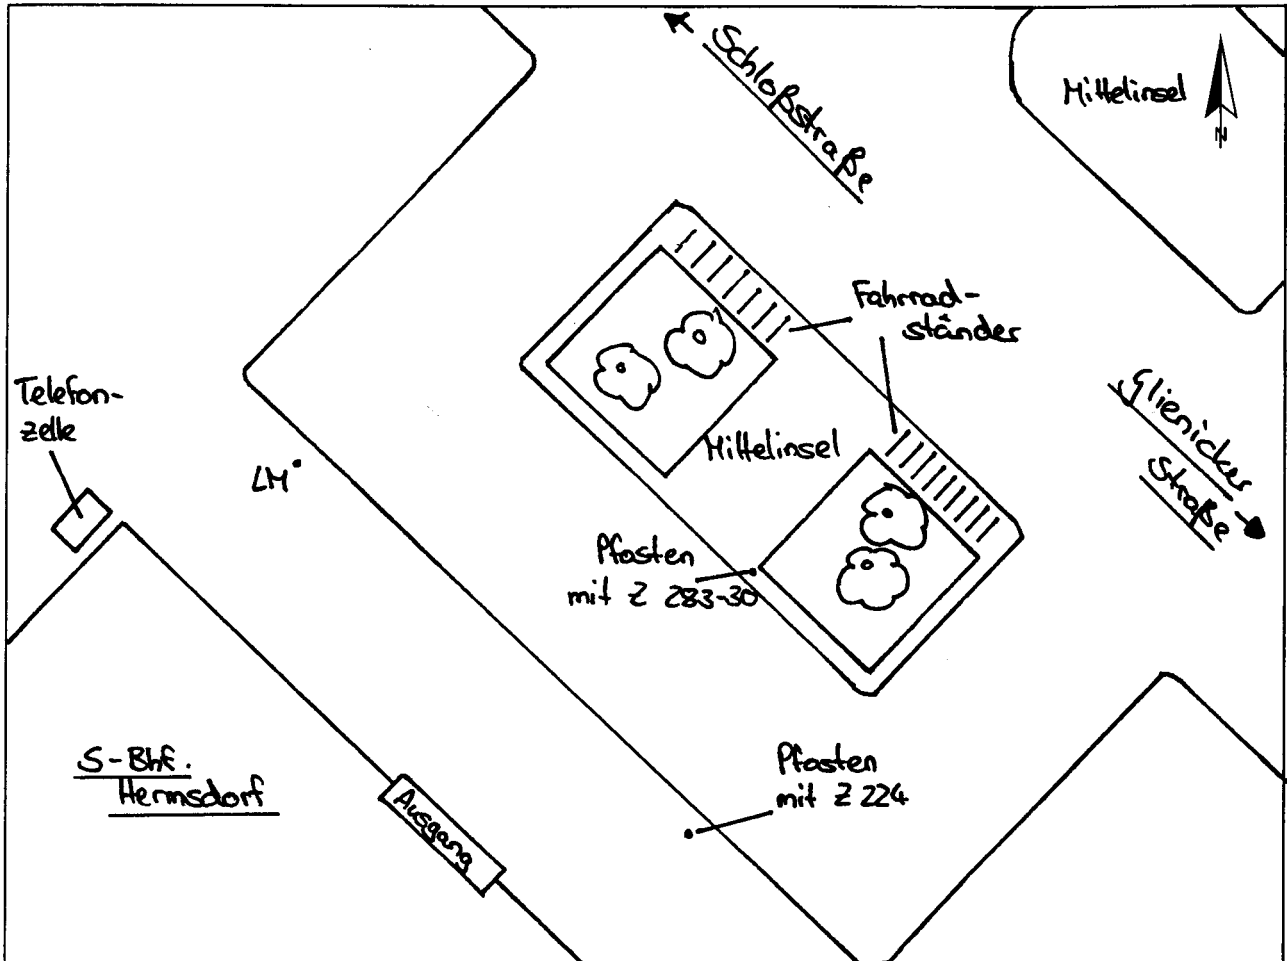 Schloßstraße
Mittelinsel
N
Fahrrad-
ständer
Telefon-
zelle
Glienicker
Straße
Mittelinsel
LM
Pfosten
mit Z 283-30
S-Bhf.
Hermsdorf
Pfosten
mit Z 224
Ausgang